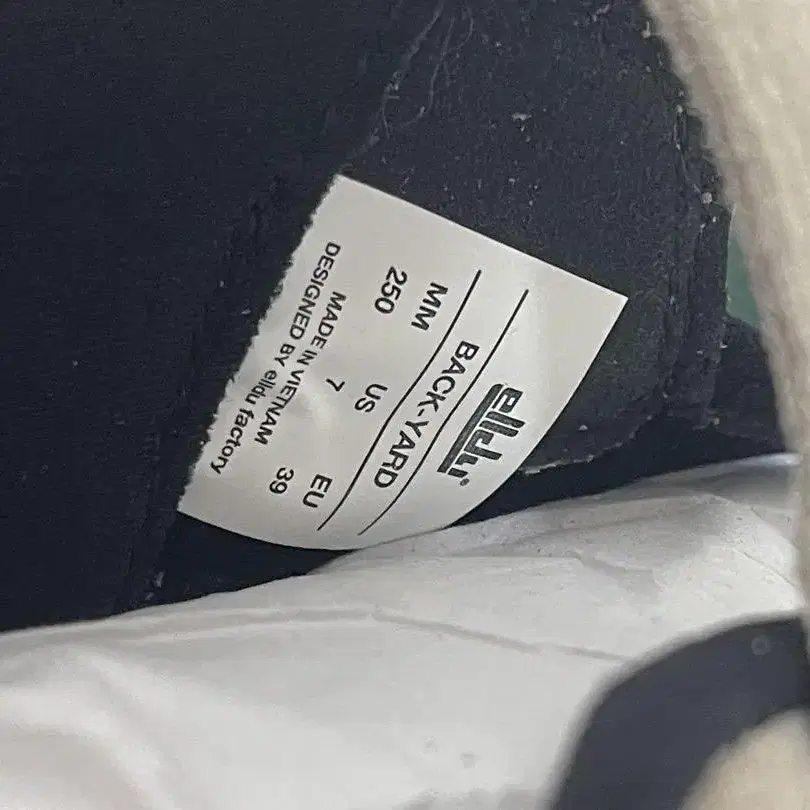 elldu®
BACK-YARD
MM US EU
250 7 39
MADE IN VIETNAM
DESIGNED BY elldu factory